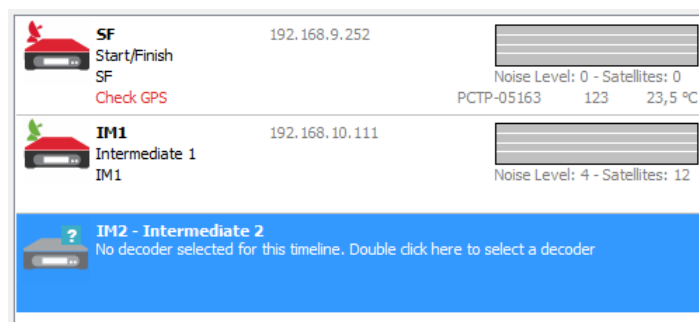 SF 192.168.9.252
Start/Finish
SF Noise Level: 0 - Satellites: 0
Check GPS PCTP-05163 123 23,5 °C
IM1 192.168.10.111
Intermediate 1
IM1 Noise Level: 4 - Satellites: 12
? IM2 - Intermediate 2
No decoder selected for this timeline. Double click here to select a decoder